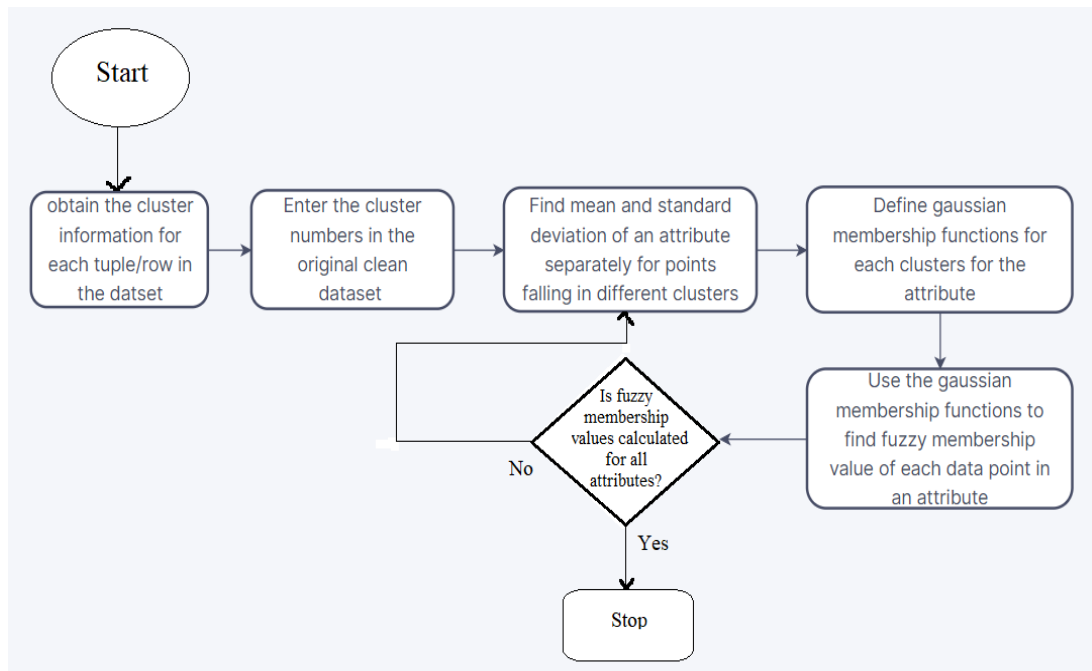 Start
obtain the cluster
information for
each tuple/row in
the datset
Enter the cluster
numbers in the
original clean
dataset
Find mean and standard
deviation of an attribute
separately for points
falling in different clusters
Define gaussian
membership functions for
each clusters for the
attribute
Use the gaussian
membership functions to
find fuzzy membership
value of each data point in
an attribute
Is fuzzy
membership
values calculated
for all
attributes?
No
Yes
Stop